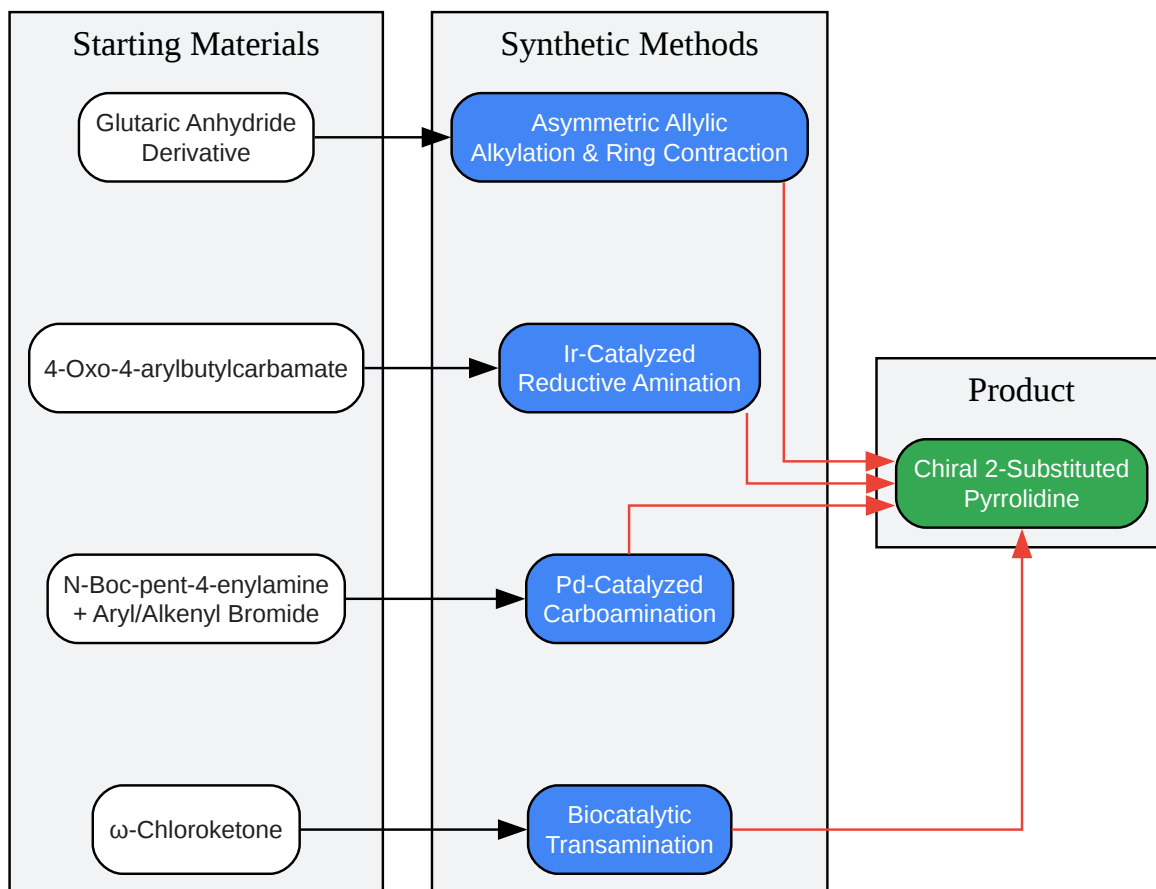 Starting Materials
Glutaric Anhydride
Derivative
4-Oxo-4-arylbutylcarbamate
N-Boc-pent-4-enylamine
+ Aryl/Alkenyl Bromide
ω-Chloroketone
Synthetic Methods
Asymmetric Allylic
Alkylation & Ring Contraction
Ir-Catalyzed
Reductive Amination
Pd-Catalyzed
Carboamination
Biocatalytic
Transamination
Product
Chiral 2-Substituted
Pyrrolidine